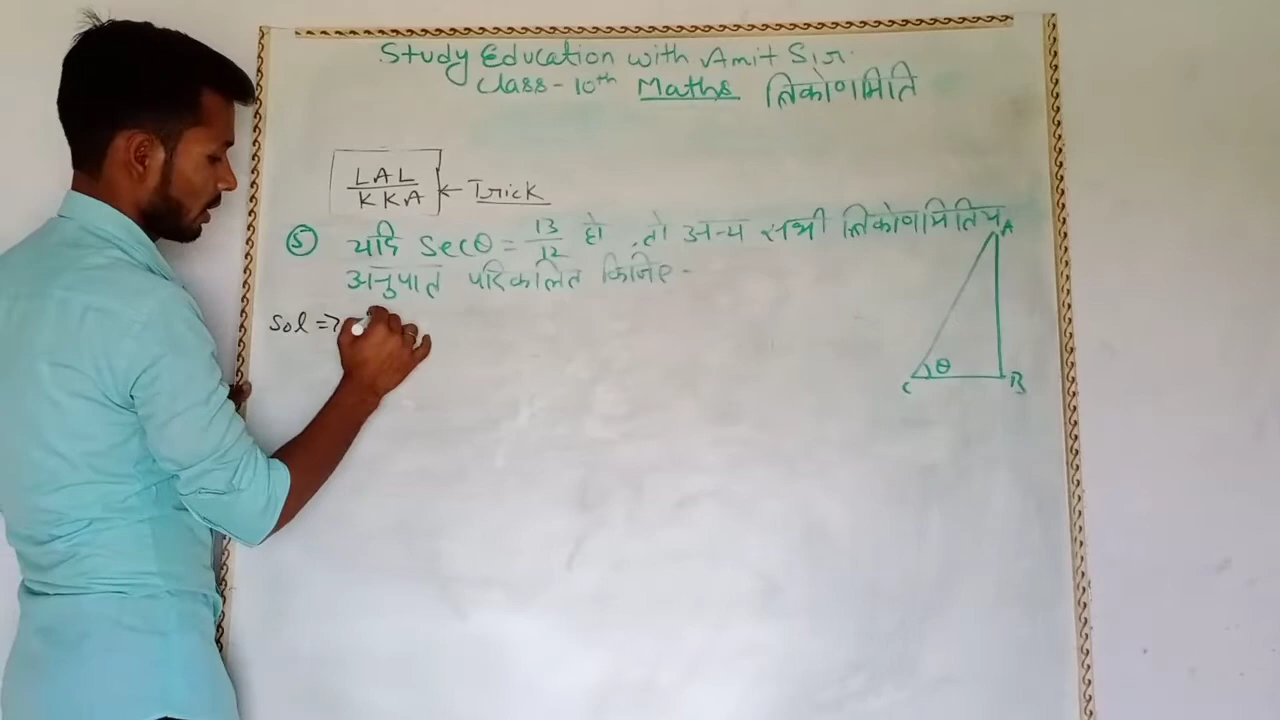 Study Education with Amit Sir.
Class-10th Maths त्रिकोणमिति
LAL
KKA
← Trick
⑤ यदि Secθ = 13/12 हो , तो अन्य सभी त्रिकोणमितिय
अनुपात परिकलित किजिए -
Sol =>
A
θ
C B